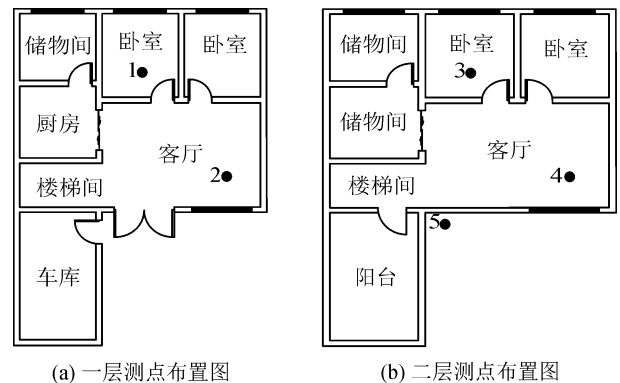 储物间 卧室 卧室
1
厨房
客厅
2
楼梯间
车库
(a) 一层测点布置图
储物间 卧室 卧室
3
储物间
客厅
4
楼梯间
5
阳台
(b) 二层测点布置图